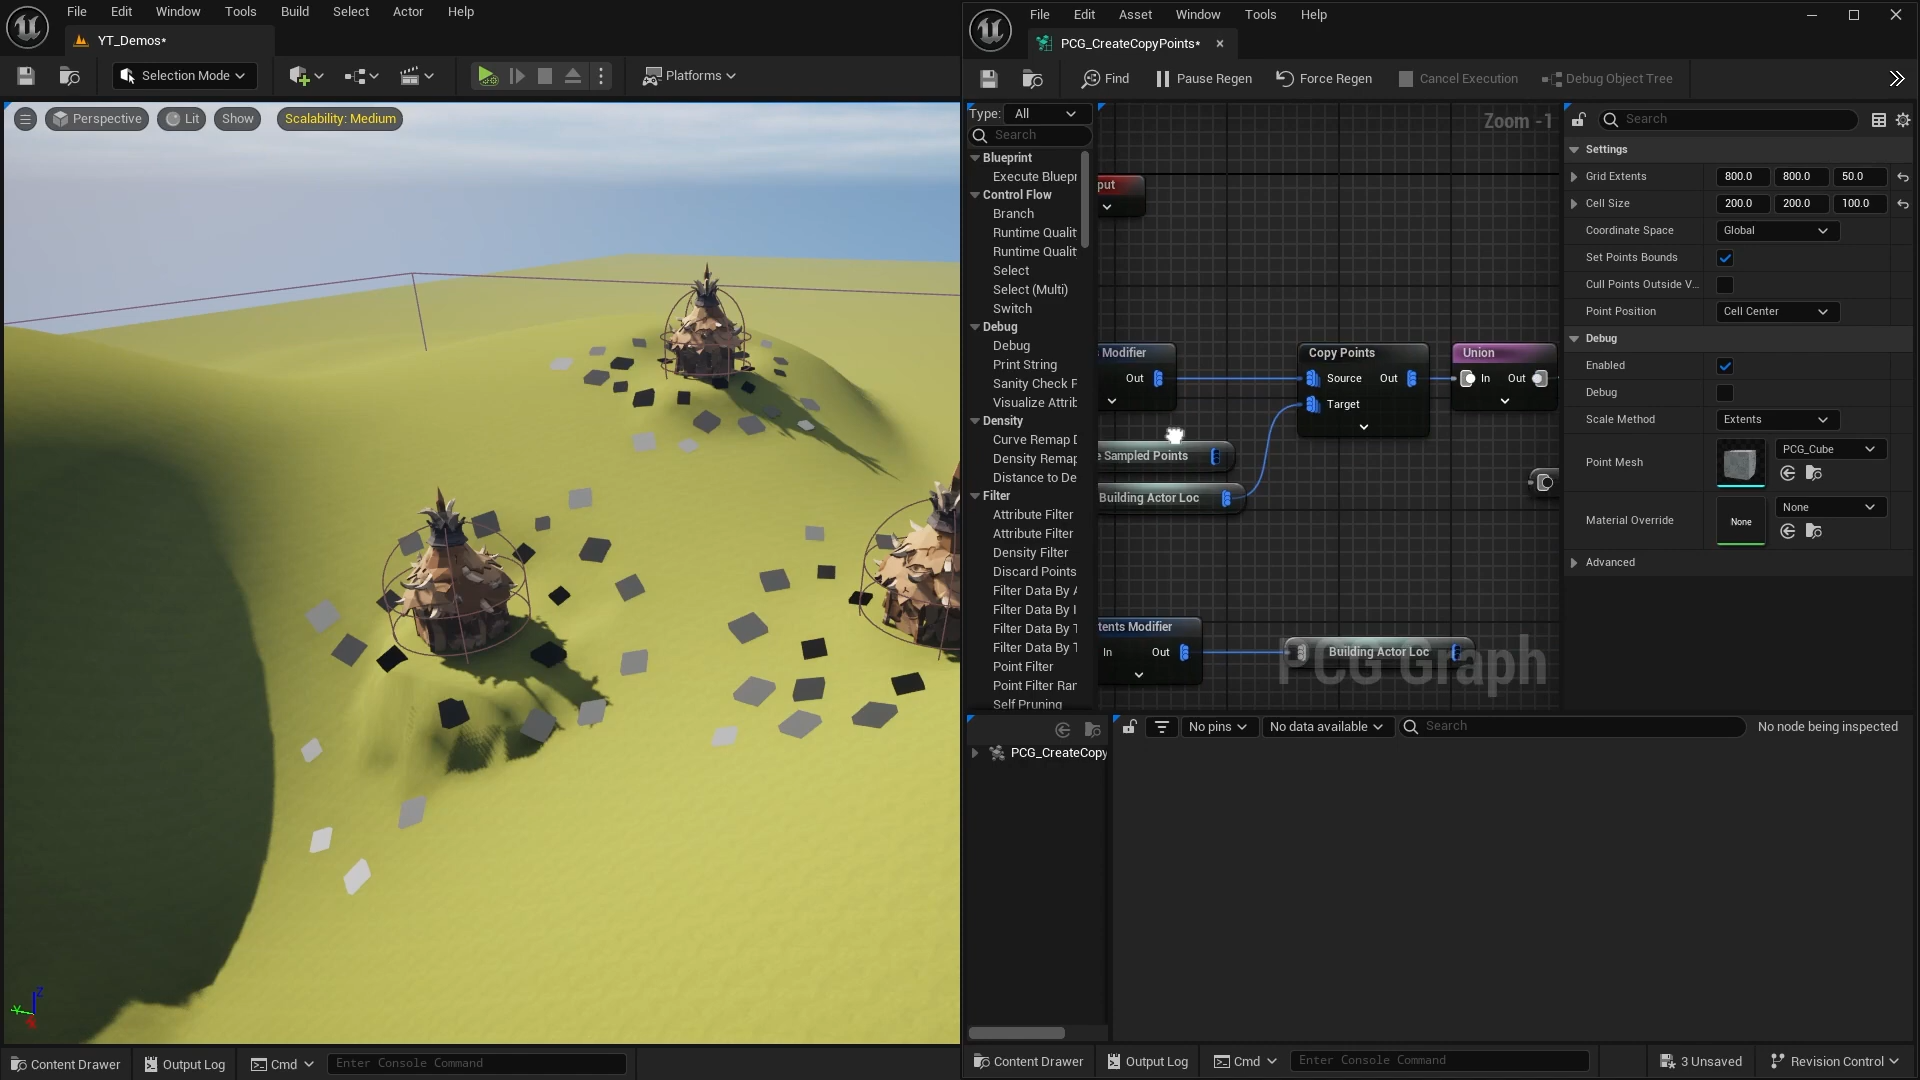 File Edit Window Tools Build Select Actor Help
YT_Demos*
Selection Mode
Platforms
Perspective Lit Show Scalability: Medium
Z
Y
X
Content Drawer Output Log Cmd Enter Console Command
File Edit Asset Window Tools Help
PCG_CreateCopyPoints*
Find Pause Regen Force Regen Cancel Execution Debug Object Tree
Type: All
Search
Blueprint
Execute Bluepr
Control Flow
Branch
Runtime Qualit
Runtime Qualit
Select
Select (Multi)
Switch
Debug
Debug
Print String
Sanity Check P
Visualize Attrib
Density
Curve Remap D
Density Remap
Distance to De
Filter
Attribute Filter
Attribute Filter
Density Filter
Discard Points
Filter Data By A
Filter Data By I
Filter Data By T
Filter Data By T
Point Filter
Point Filter Ran
Self Pruning
Zoom -1
put
s Modifier
Out
Copy Points
Source Out
Target
Union
In Out
e Sampled Points
Building Actor Loc
tents Modifier
In Out
Building Actor Loc
PCG Graph
Search
Settings
Grid Extents 800.0 800.0 50.0
Cell Size 200.0 200.0 100.0
Coordinate Space Global
Set Points Bounds
Cull Points Outside V...
Point Position Cell Center
Debug
Enabled
Debug
Scale Method Extents
Point Mesh PCG_Cube
Material Override None None
Advanced
PCG_CreateCopy
No pins No data available Search No node being inspected
Content Drawer Output Log Cmd Enter Console Command 3 Unsaved Revision Control